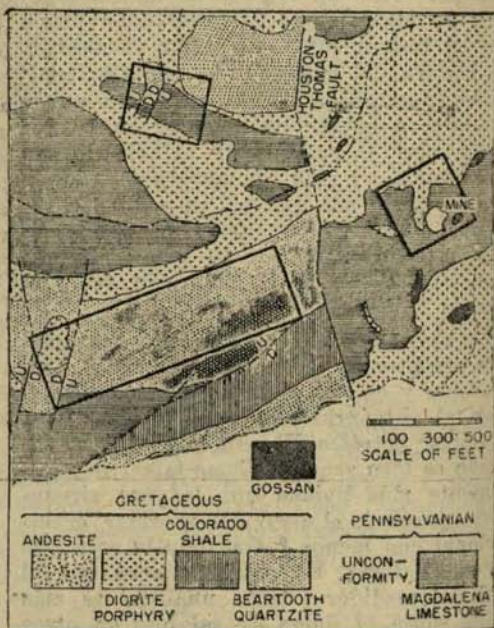 HOUSTON
THOMAS
FAULT
D
D
U
MINE
U
D
D
U
U
D
100 300 500
SCALE OF FEET
GOSSAN
CRETACEOUS
COLORADO
ANDESITE SHALE
PENNSYLVANIAN
UNCON-
FORMITY
DIORITE BEARTOOTH MAGDALENA
PORPHYRY QUARTZITE LIMESTONE